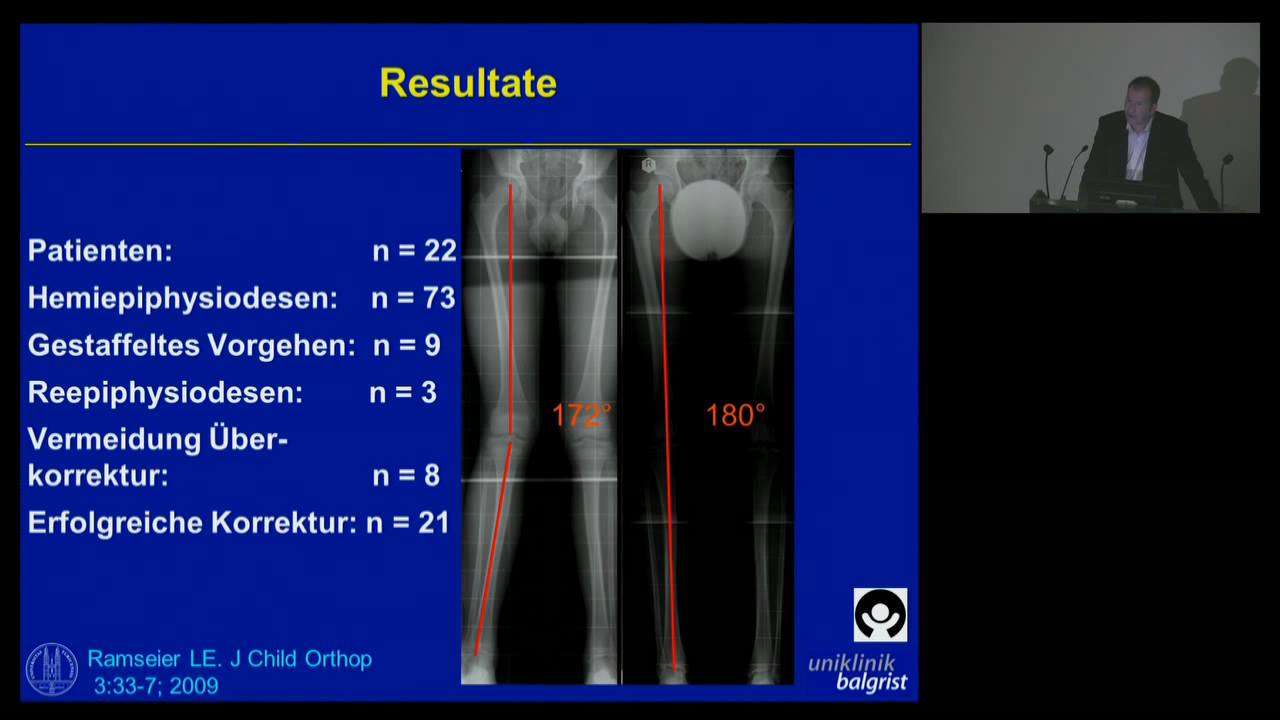 Resultate
Patienten: n = 22
Hemiepiphysiodesen: n = 73
Gestaffeltes Vorgehen: n = 9
Reepiphysiodesen: n = 3
Vermeidung Über-
korrektur: n = 8
Erfolgreiche Korrektur: n = 21
R
172°
180°
Ramseier LE. J Child Orthop
3:33-7; 2009
uniklinik
balgrist